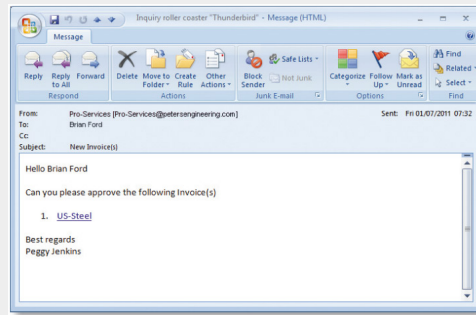 Inquiry roller coaster "Thunderbird" - Message (HTML)
Message
Reply
Reply to All
Forward
Respond
Delete
Move to Folder
Create Rule
Other Actions
Actions
Block Sender
Safe Lists
Not Junk
Junk E-mail
Categorize
Follow Up
Mark as Unread
Options
Find
Related
Select
Find
From: Pro-Services [Pro-Services@petersengineering.com]
Sent: Fri 01/07/2011 07:32
To: Brian Ford
Cc:
Subject: New Invoice(s)
Hello Brian Ford
Can you please approve the following Invoice(s)
1. US-Steel
Best regards
Peggy Jenkins